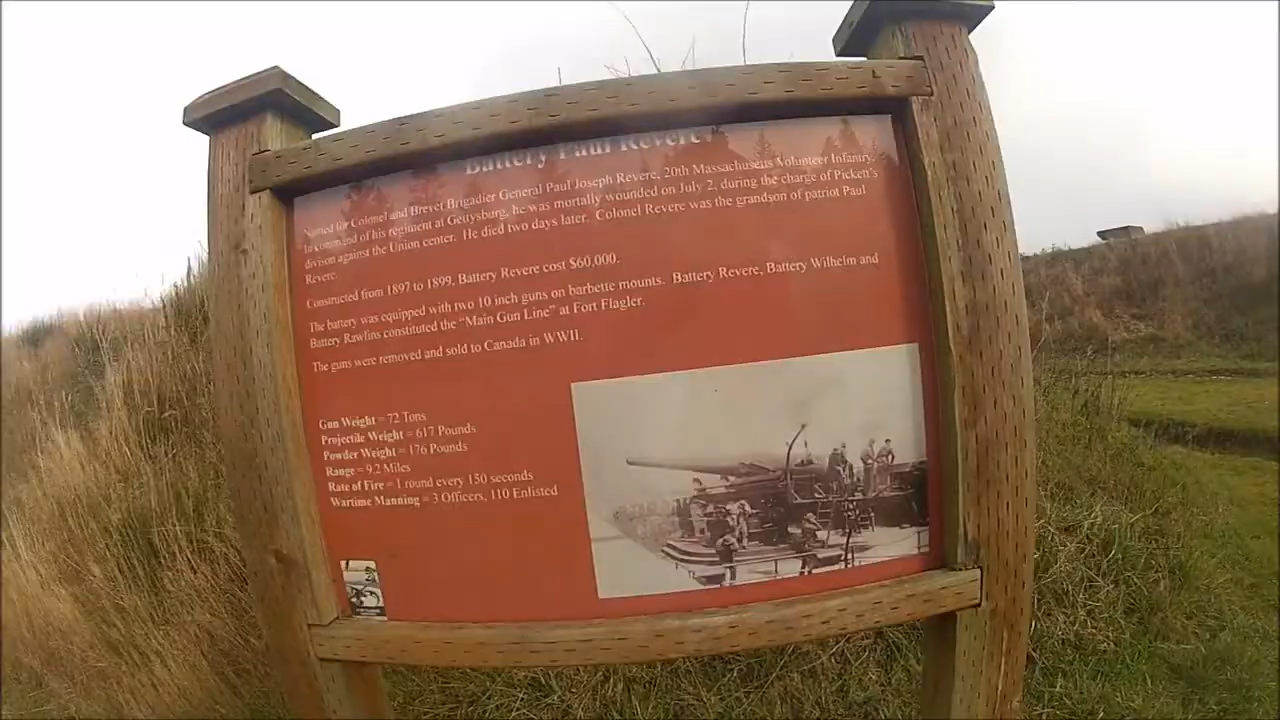 Battery Paul Revere
Named for Colonel and Brevet Brigadier General Paul Joseph Revere, 20th Massachusetts Volunteer Infantry.
In command of his regiment at Gettysburg, he was mortally wounded on July 2, during the charge of Pickett's
divison against the Union center. He died two days later. Colonel Revere was the grandson of patriot Paul
Revere.
Constructed from 1897 to 1899, Battery Revere cost $60,000.
The battery was equipped with two 10 inch guns on barbette mounts. Battery Revere, Battery Wilhelm and
Battery Rawlins constituted the “Main Gun Line” at Fort Flagler.
The guns were removed and sold to Canada in WWII.
Gun Weight = 72 Tons
Projectile Weight = 617 Pounds
Powder Weight = 176 Pounds
Range = 9.2 Miles
Rate of Fire = 1 round every 150 seconds
Wartime Manning = 3 Officers, 110 Enlisted